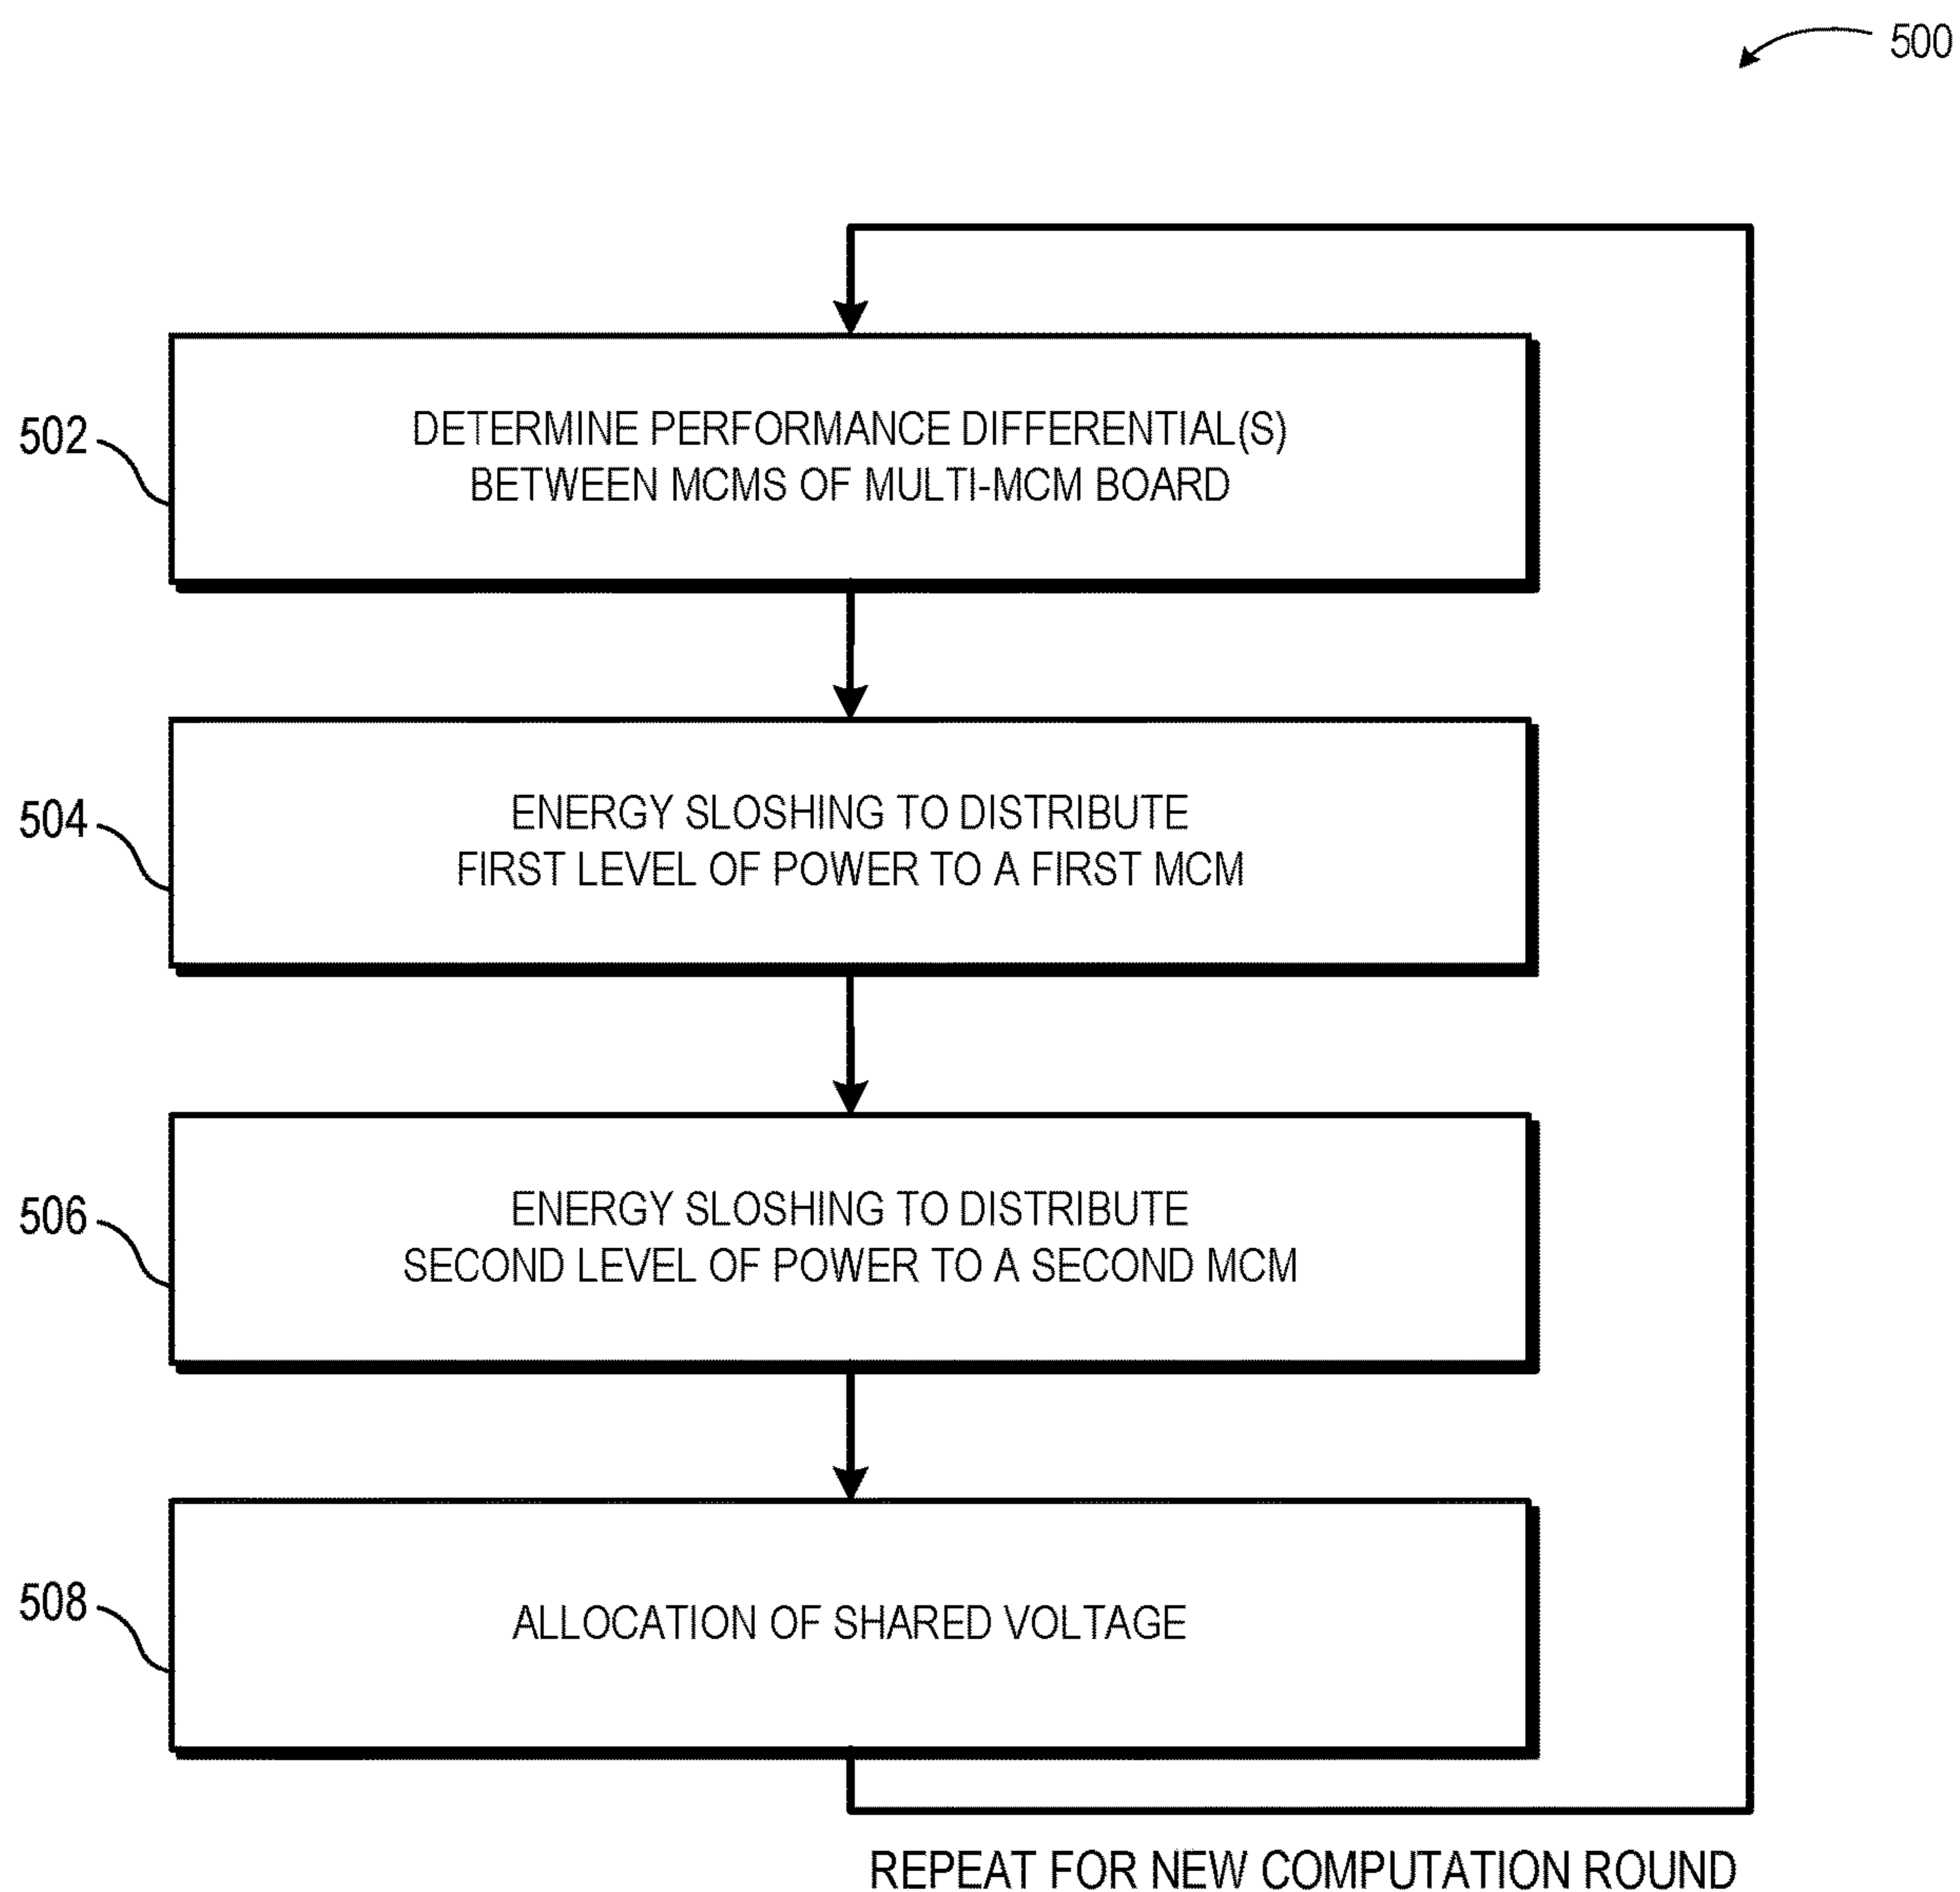 500
502
DETERMINE PERFORMANCE DIFFERENTIAL(S)
BETWEEN MCMS OF MULTI-MCM BOARD
504
ENERGY SLOSHING TO DISTRIBUTE
FIRST LEVEL OF POWER TO A FIRST MCM
506
ENERGY SLOSHING TO DISTRIBUTE
SECOND LEVEL OF POWER TO A SECOND MCM
508
ALLOCATION OF SHARED VOLTAGE
REPEAT FOR NEW COMPUTATION ROUND